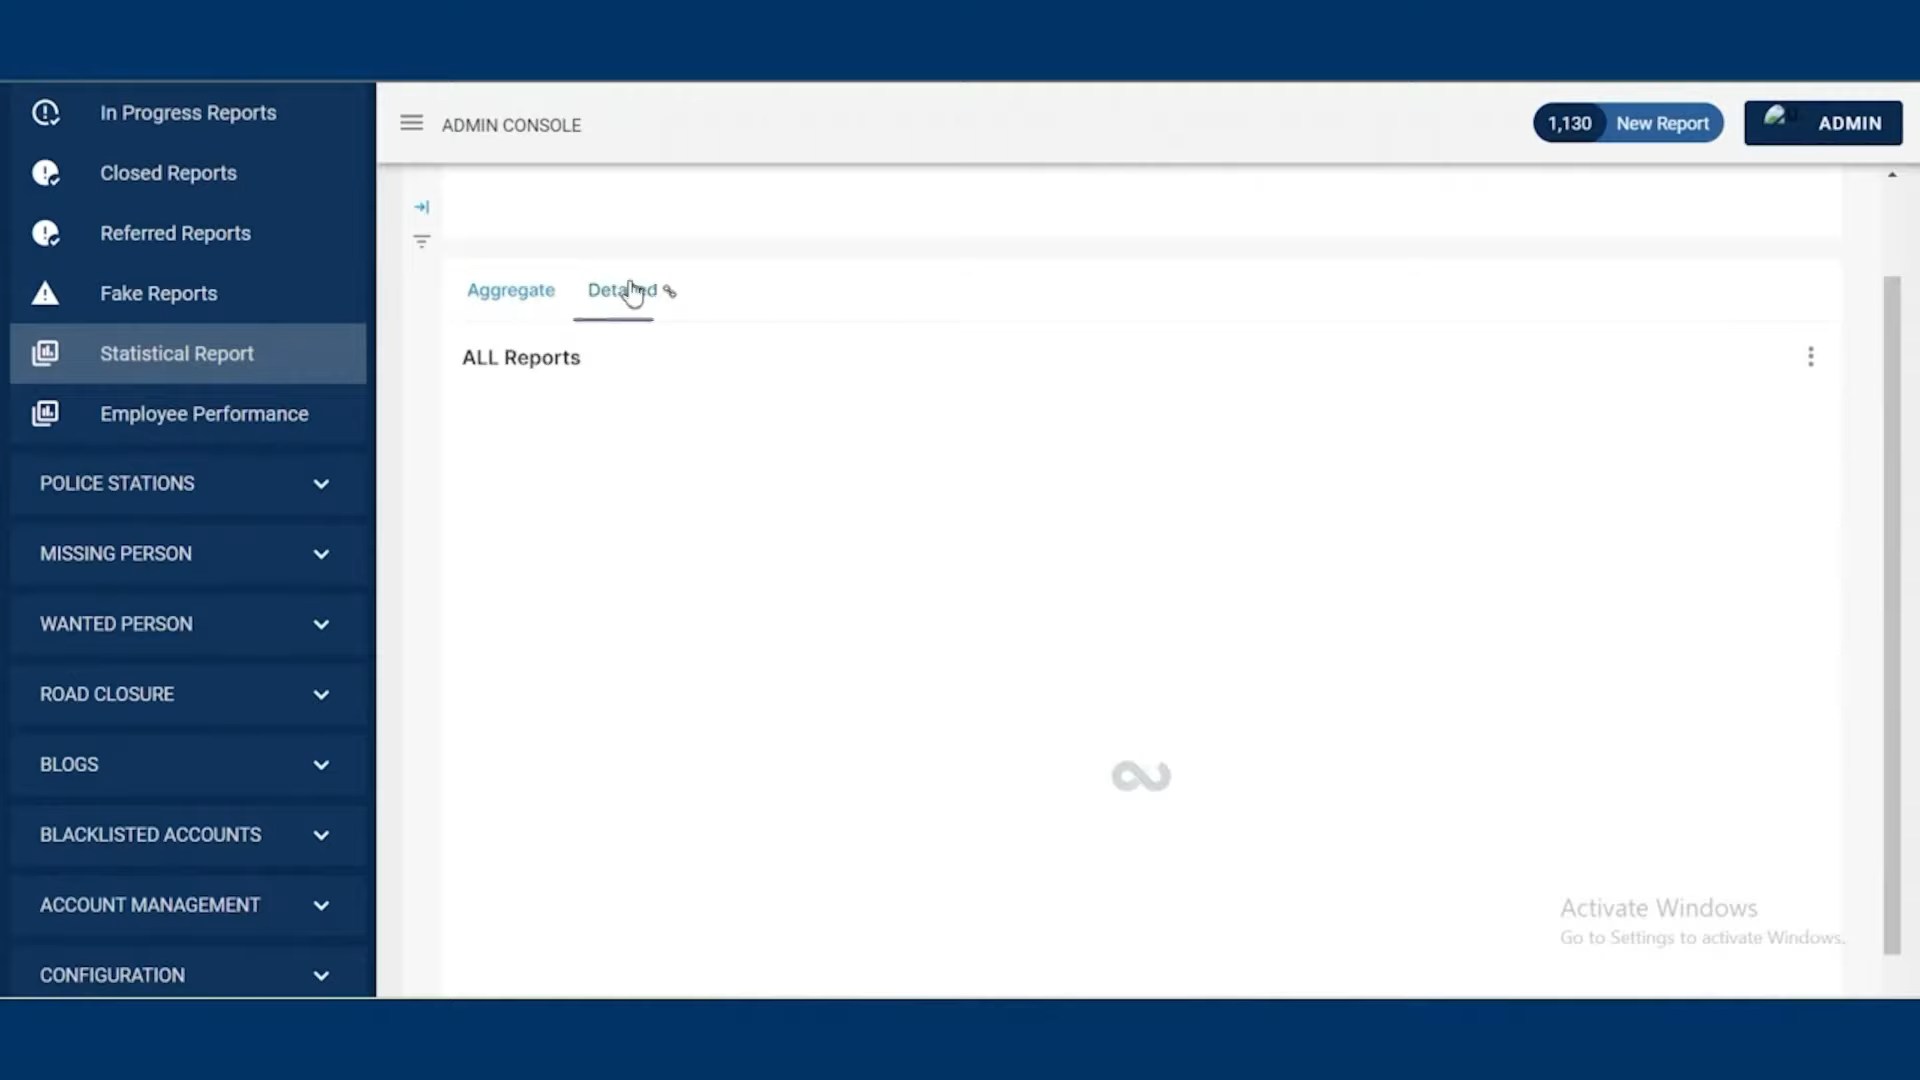 In Progress Reports
Closed Reports
Referred Reports
Fake Reports
Statistical Report
Employee Performance
POLICE STATIONS
MISSING PERSON
WANTED PERSON
ROAD CLOSURE
BLOGS
BLACKLISTED ACCOUNTS
ACCOUNT MANAGEMENT
CONFIGURATION
ADMIN CONSOLE
1,130 New Report
ADMIN
Aggregate Detailed
ALL Reports
Activate Windows
Go to Settings to activate Windows.